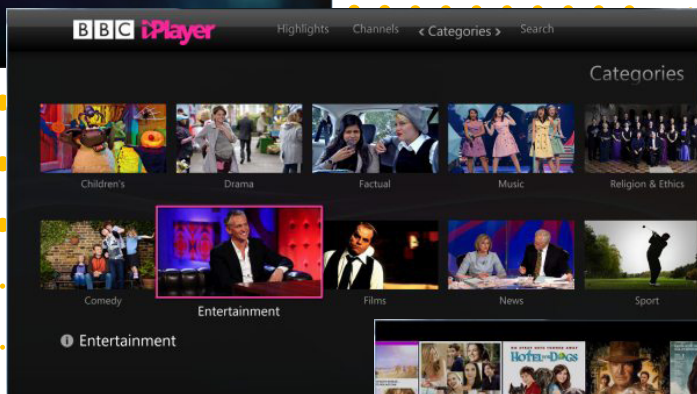 BBC iPlayer
Highlights Channels < Categories > Search
Categories
Children's Drama Factual Music Religion & Ethics
Comedy Entertainment Films News Sport
Entertainment
HOTEL FOR DOGS